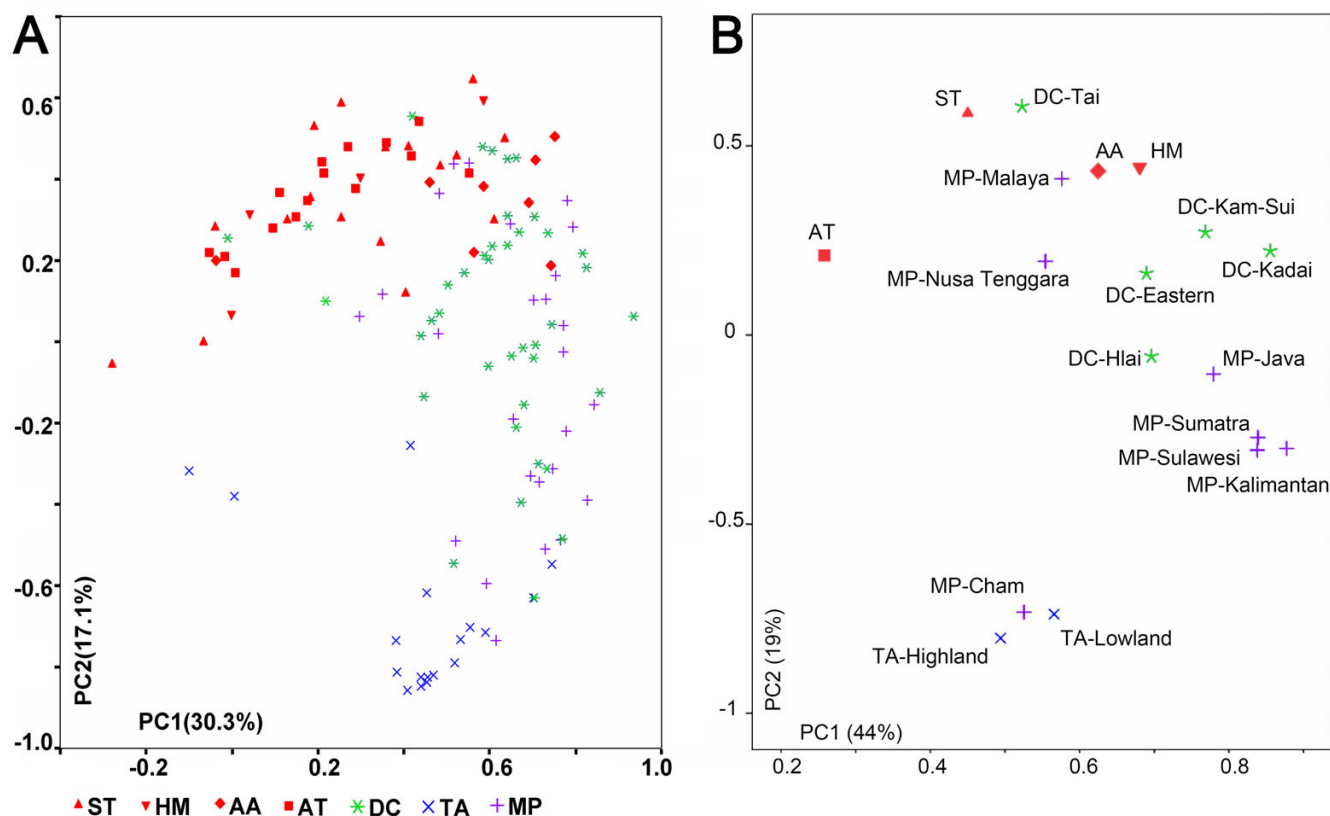 A
0.6
0.2
-0.2
-0.6
-1.0
PC2(17.1%)
PC1(30.3%)
-0.2
0.2
0.6
1.0
ST
HM
AA
AT
DC
TA
MP
B
0.5
0
-0.5
-1
PC2 (19%)
PC1 (44%)
0.2
0.4
0.6
0.8
ST
DC-Tai
AA
HM
MP-Malaya
DC-Kam-Sui
AT
MP-Nusa Tenggara
DC-Kadai
DC-Eastern
DC-Hlai
MP-Java
MP-Sumatra
MP-Sulawesi
MP-Kalimantan
MP-Cham
TA-Lowland
TA-Highland